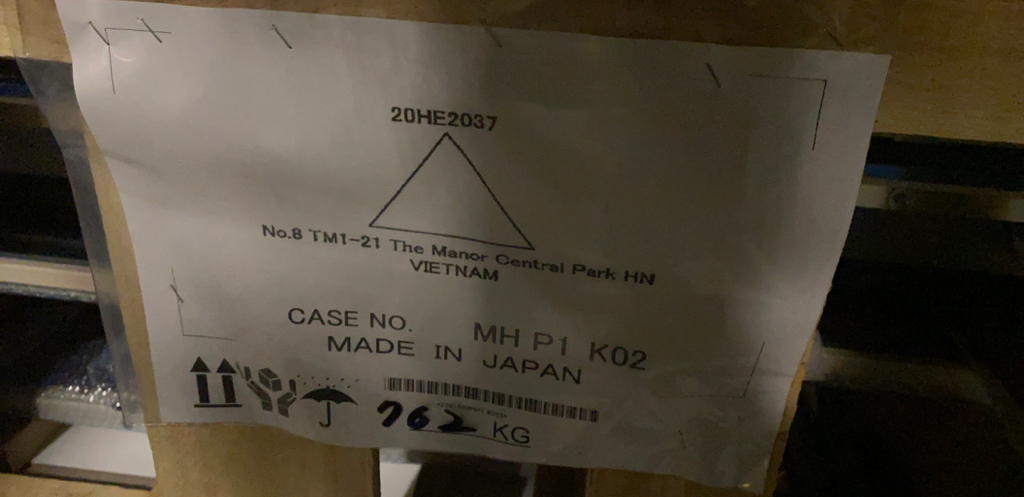 20HE2037
No.8 TM1-21 The Manor Central Park HN
VIETNAM
CASE NO. MH P1 K02
MADE IN JAPAN
762 KG